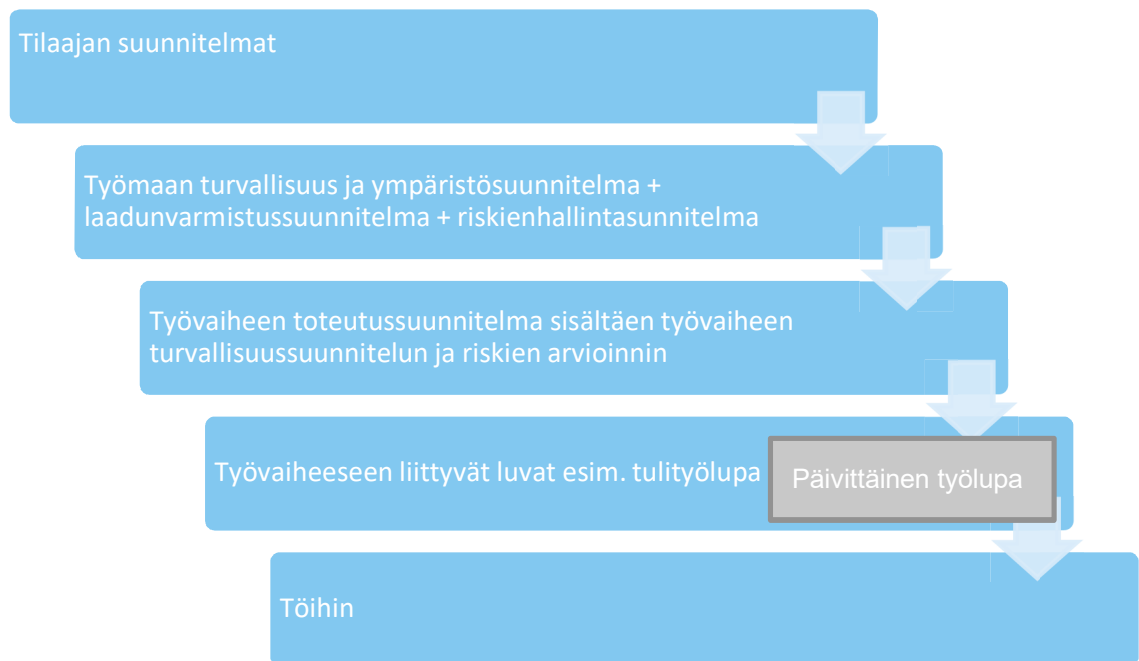 Tilaajan suunnitelmat
Työmaan turvallisuus ja ympäristösuunnitelma +
laadunvarmistussuunnitelma + riskienhallintasunnitelma
Työvaiheen toteutussuunnitelma sisältäen työvaiheen
turvallisuussuunnitelun ja riskien arvioinnin
Työvaiheeseen liittyvät luvat esim. tulityölupa
Päivittäinen työlupa
Töihin